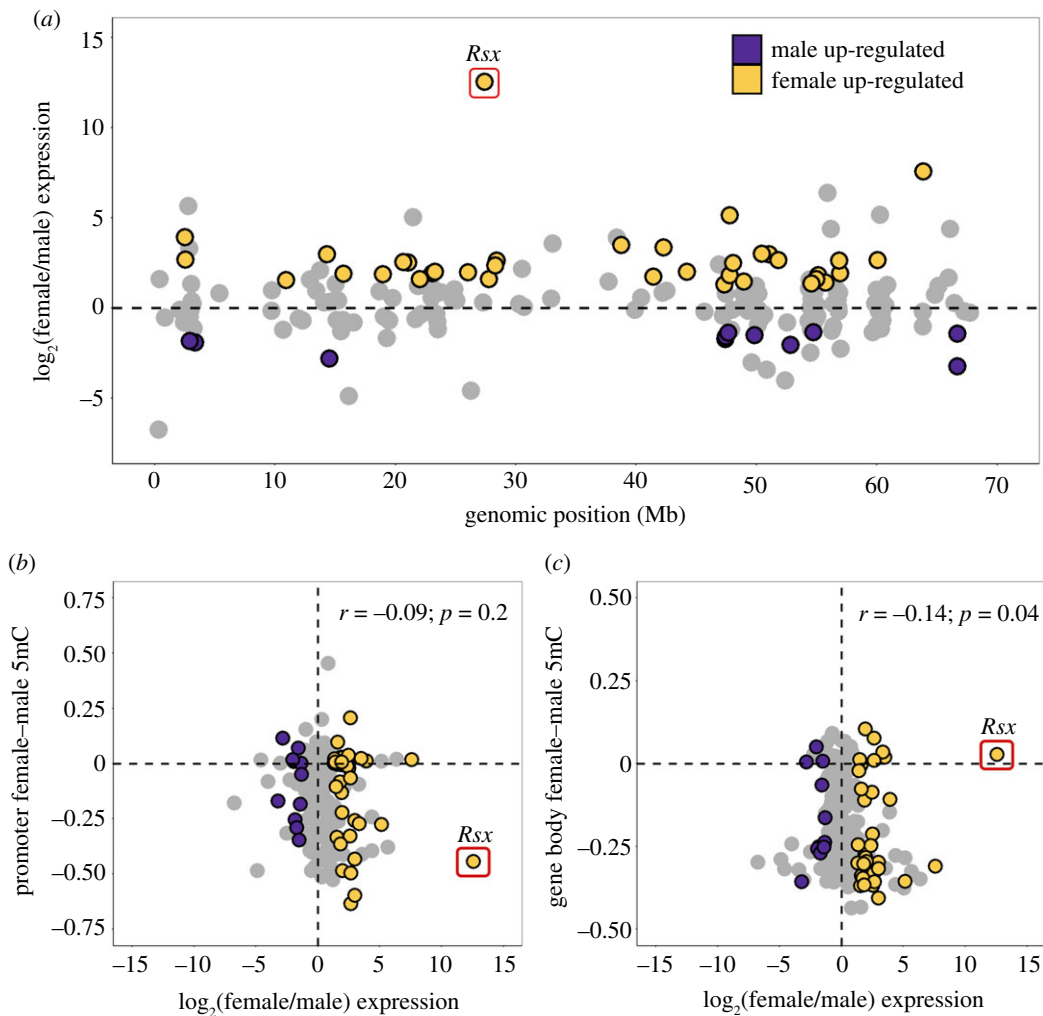 (a)
15
10
5
0
−5
log2(female/male) expression
Rsx
male up-regulated
female up-regulated
0 10 20 30 40 50 60 70
genomic position (Mb)
(b)
0.75
0.50
0.25
0
−0.25
−0.50
−0.75
promoter female–male 5mC
r = –0.09; p = 0.2
Rsx
−15 −10 −5 0 5 10 15
log2(female/male) expression
(c)
0.50
0.25
0
−0.25
−0.50
gene body female–male 5mC
r = –0.14; p = 0.04
Rsx
−15 −10 −5 0 5 10 15
log2(female/male) expression